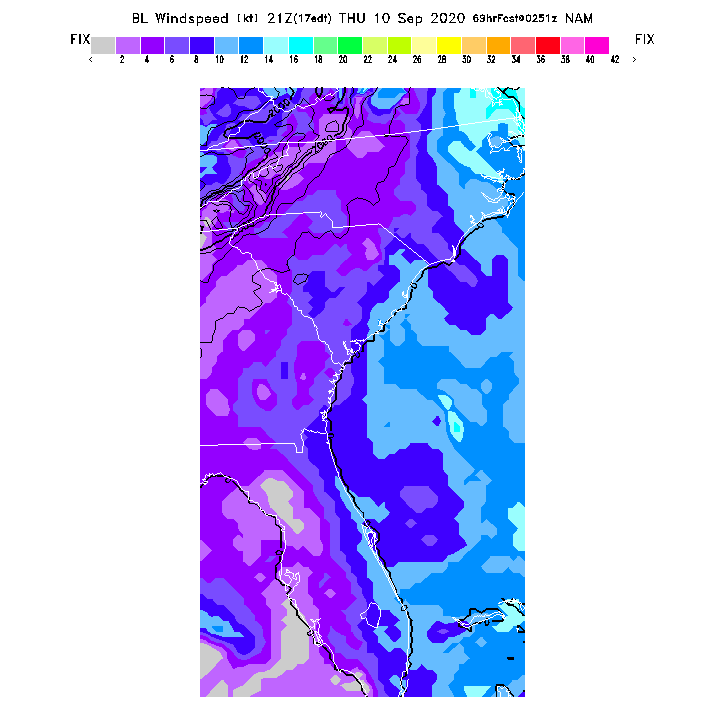 BL Windspeed [kt] 21Z(17edt) THU 10 Sep 2020 69hrFcst@0251z NAM
FIX FIX
< 2 4 6 8 10 12 14 16 18 20 22 24 26 28 30 32 34 36 38 40 42 >